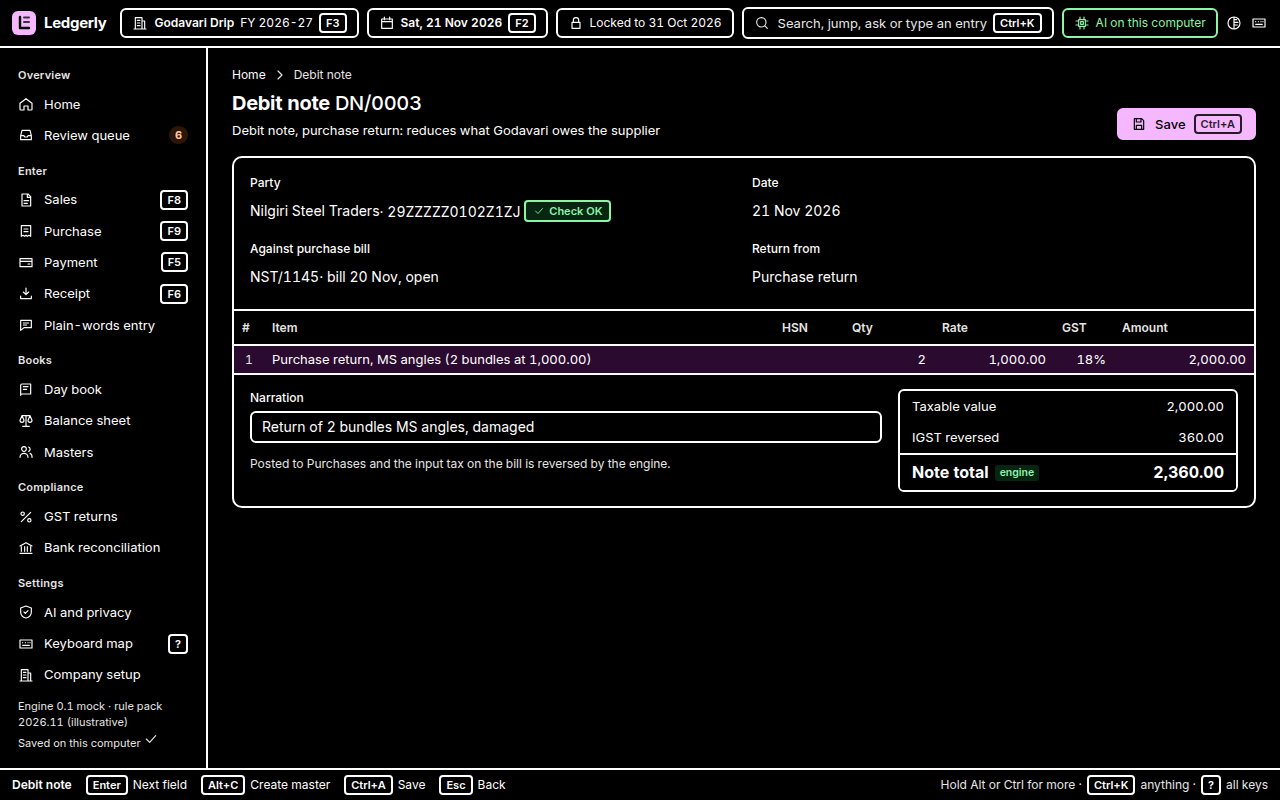 Ledgerly
Godavari Drip FY 2026-27 F3
Sat, 21 Nov 2026 F2
Locked to 31 Oct 2026
Search, jump, ask or type an entry Ctrl+K
AI on this computer
Overview
Home
Review queue 6
Enter
Sales F8
Purchase F9
Payment F5
Receipt F6
Plain-words entry
Books
Day book
Balance sheet
Masters
Compliance
GST returns
Bank reconciliation
Settings
AI and privacy
Keyboard map ?
Company setup
Engine 0.1 mock · rule pack
2026.11 (illustrative)
Saved on this computer
Home Debit note
Debit note DN/0003
Debit note, purchase return: reduces what Godavari owes the supplier
Save Ctrl+A
Party Date
Nilgiri Steel Traders· 29ZZZZZ0102Z1ZJ Check OK 21 Nov 2026
Against purchase bill Return from
NST/1145· bill 20 Nov, open Purchase return
# Item HSN Qty Rate GST Amount
1 Purchase return, MS angles (2 bundles at 1,000.00) 2 1,000.00 18% 2,000.00
Narration
Return of 2 bundles MS angles, damaged
Posted to Purchases and the input tax on the bill is reversed by the engine.
Taxable value 2,000.00
IGST reversed 360.00
Note total engine 2,360.00
Debit note Enter Next field Alt+C Create master Ctrl+A Save Esc Back
Hold Alt or Ctrl for more · Ctrl+K anything · ? all keys